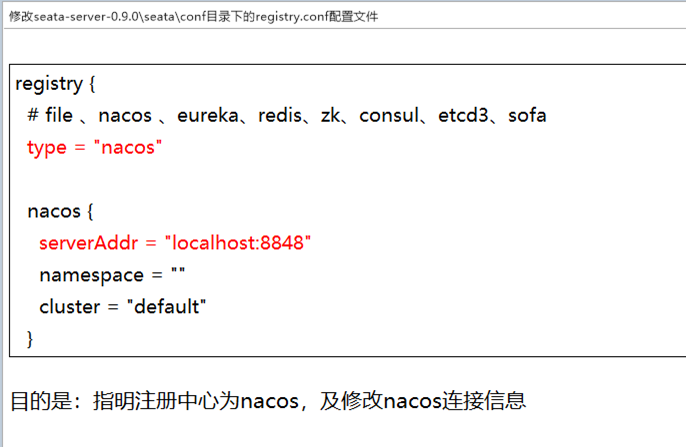 修改seata-server-0.9.0\seata\conf目录下的registry.conf配置文件
registry {
# file 、nacos 、eureka、redis、zk、consul、etcd3、sofa
type = "nacos"
nacos {
serverAddr = "localhost:8848"
namespace = ""
cluster = "default"
}
目的是：指明注册中心为nacos，及修改nacos连接信息